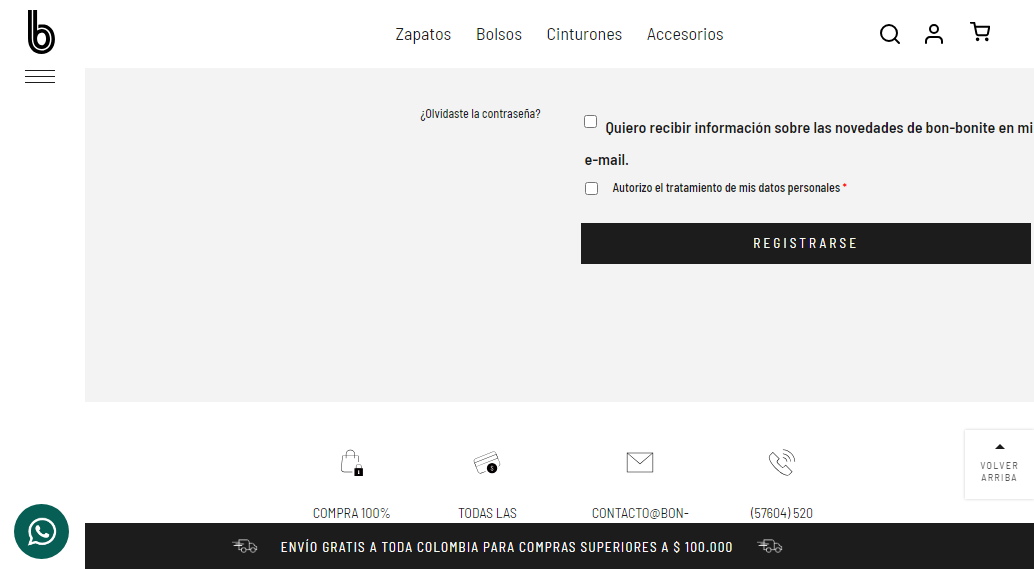 b
Zapatos Bolsos Cinturones Accesorios
¿Olvidaste la contraseña?
Quiero recibir información sobre las novedades de bon-bonite en mi
e-mail.
Autorizo el tratamiento de mis datos personales *
REGISTRARSE
VOLVER
ARRIBA
COMPRA 100%
TODAS LAS
CONTACTO@BON-
(57604) 520
ENVÍO GRATIS A TODA COLOMBIA PARA COMPRAS SUPERIORES A $ 100.000